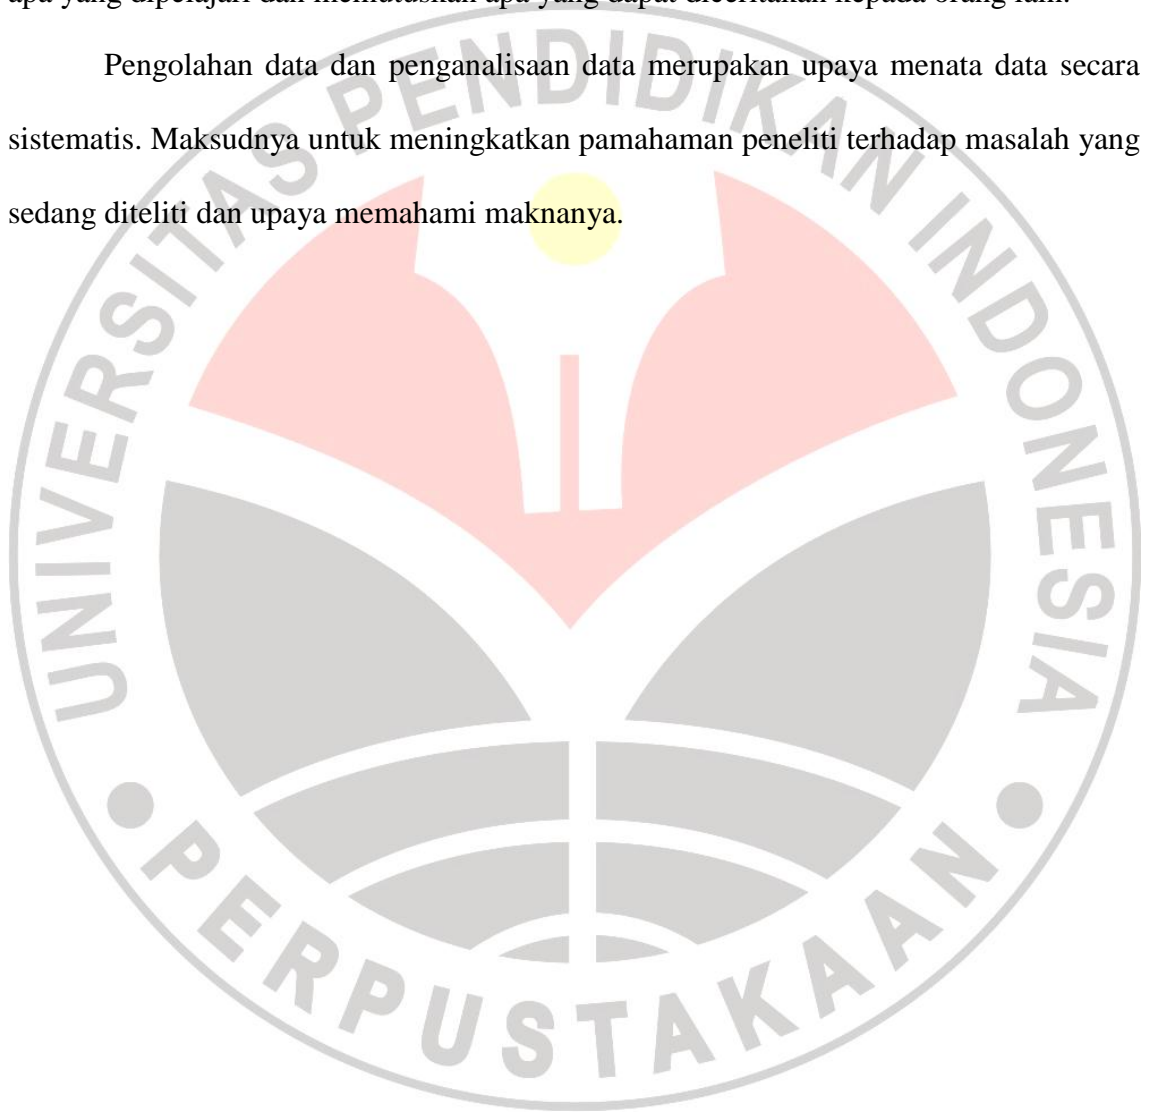 apa yang dipelajari dan memutuskan apa yang dapat diceritakan kepada orang lain.
Pengolahan data dan penganalisaan data merupakan upaya menata data secara
sistematis. Maksudnya untuk meningkatkan pamahaman peneliti terhadap masalah yang
sedang diteliti dan upaya memahami maknanya.
UNIVERSITAS PENDIDIKAN INDONESIA
PERPUSTAKAAN